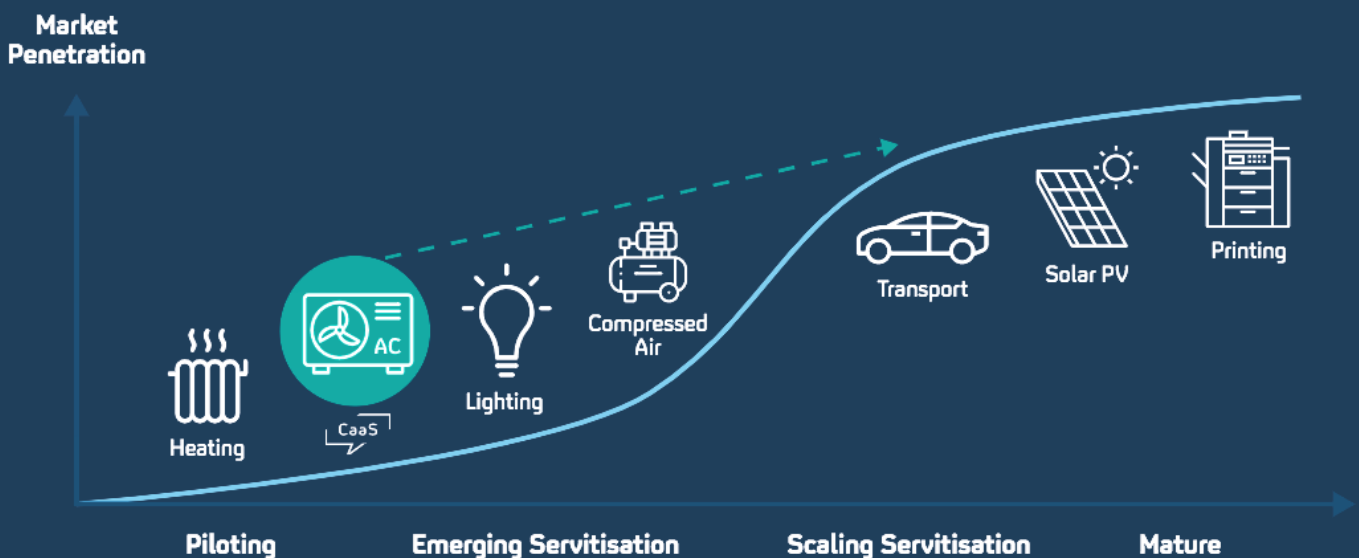 Market
Penetration
AC
CaaS
Heating
Lighting
Compressed
Air
Transport
Solar PV
Printing
Piloting
Emerging Servitisation
Scaling Servitisation
Mature